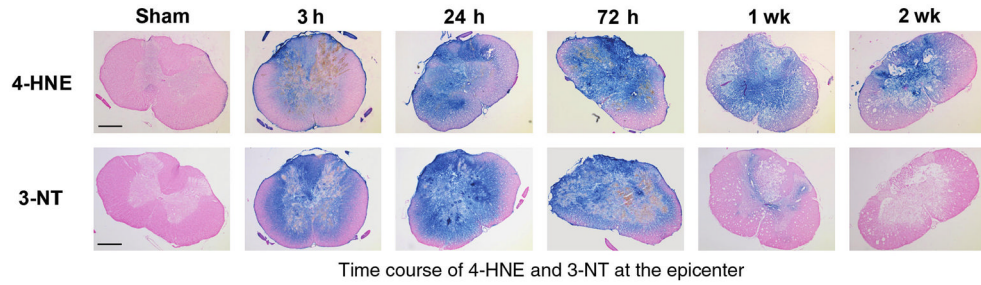 Sham 3 h 24 h 72 h 1 wk 2 wk
4-HNE
3-NT
Time course of 4-HNE and 3-NT at the epicenter